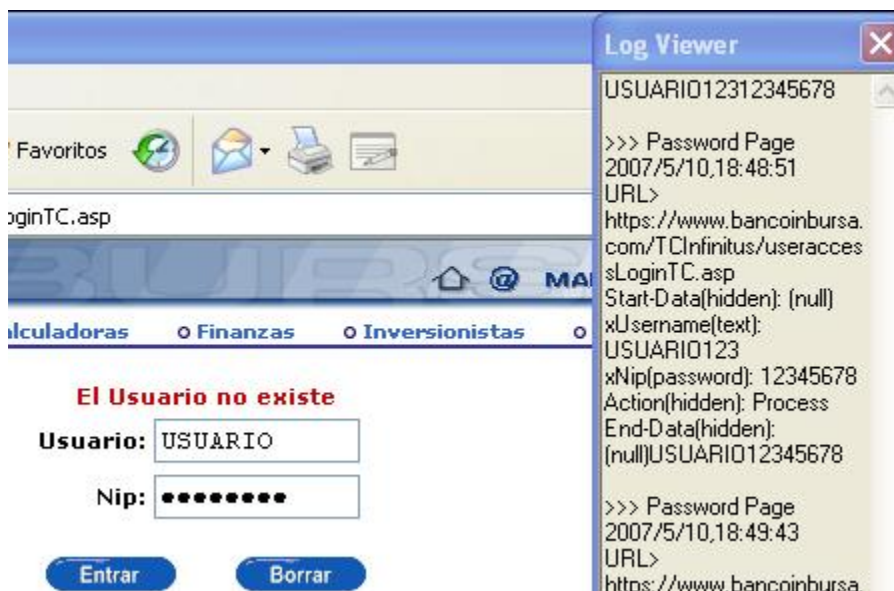 Favoritos
oginTC.asp
BURSA
MA
alculadoras
Finanzas
Inversionistas
El Usuario no existe
Usuario: USUARIO
Nip: ●●●●●●●●
Entrar
Borrar
Log Viewer
USUARIO12312345678
>>> Password Page
2007/5/10,18:48:51
URL>
https://www.bancoinbursa.
com/TCInfinitus/useracces
sLoginTC.asp
Start-Data(hidden): (null)
xUsername(text):
USUARIO123
xNip(password): 12345678
Action(hidden): Process
End-Data(hidden):
(null)USUARIO12345678
>>> Password Page
2007/5/10,18:49:43
URL>
https://www.bancoinbursa.